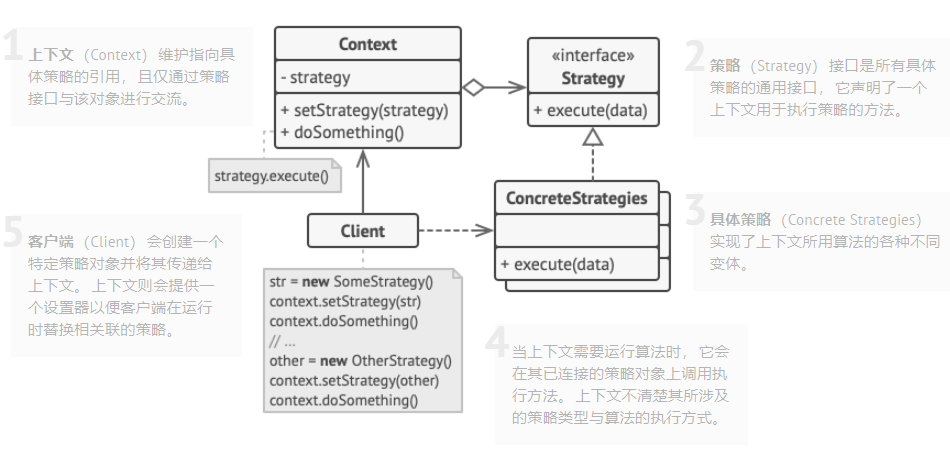 1
上下文（Context）维护指向具
体策略的引用， 且仅通过策略
接口与该对象进行交流。
Context
- strategy
+ setStrategy(strategy)
+ doSomething()
strategy.execute()
«interface»
Strategy
+ execute(data)
2
策略（Strategy）接口是所有具体
策略的通用接口， 它声明了一个
上下文用于执行策略的方法。
ConcreteStrategies
+ execute(data)
3
具体策略（Concrete Strategies）
实现了上下文所用算法的各种不同
变体。
5
客户端（Client）会创建一个
特定策略对象并将其传递给
上下文。 上下文则会提供一
个设置器以便客户端在运行
时替换相关联的策略。
Client
str = new SomeStrategy()
context.setStrategy(str)
context.doSomething()
// ...
other = new OtherStrategy()
context.setStrategy(other)
context.doSomething()
4
当上下文需要运行算法时， 它会
在其已连接的策略对象上调用执
行方法。 上下文不清楚其所涉及
的策略类型与算法的执行方式。